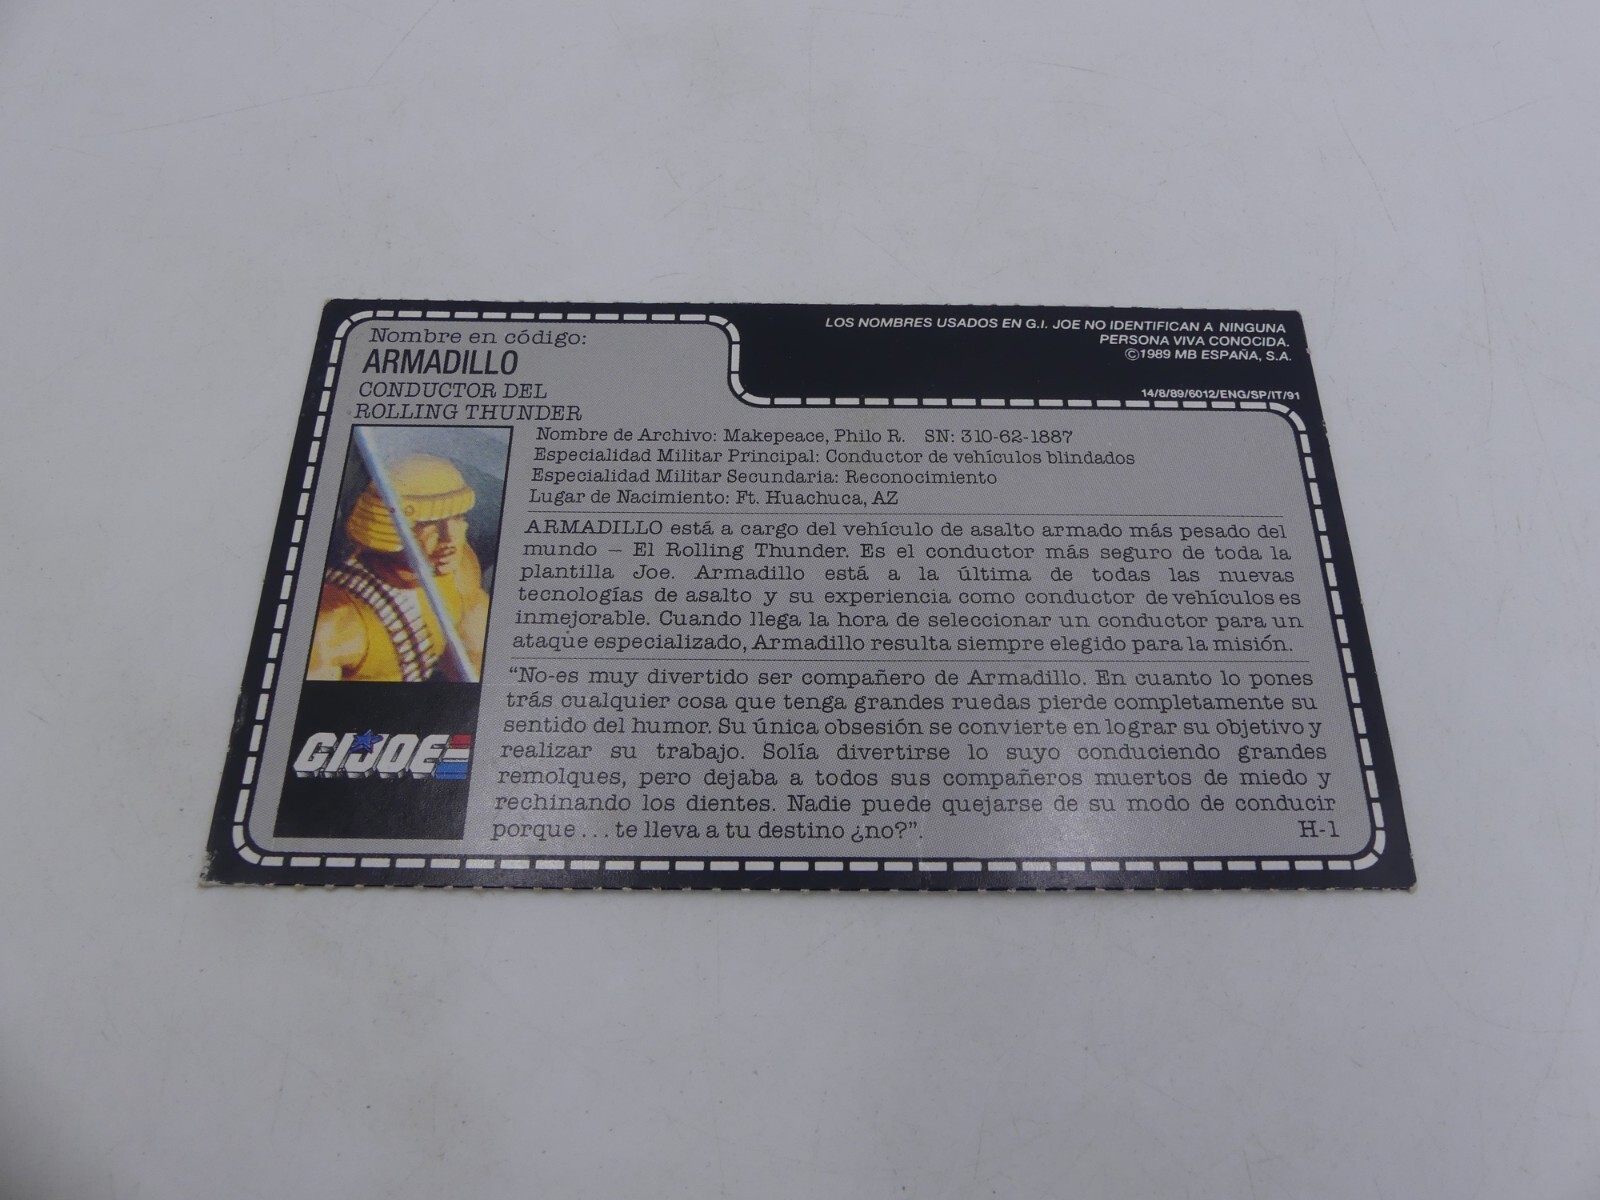 Nombre en código:
ARMADILLO
CONDUCTOR DEL
ROLLING THUNDER
LOS NOMBRES USADOS EN G.I. JOE NO IDENTIFICAN A NINGUNA
PERSONA VIVA CONOCIDA.
©1989 MB ESPAÑA, S.A.
14/8/89/6012/ENG/SP/IT/91
Nombre de Archivo: Makepeace, Philo R. SN: 310-62-1887
Especialidad Militar Principal: Conductor de vehículos blindados
Especialidad Militar Secundaria: Reconocimiento
Lugar de Nacimiento: Ft. Huachuca, AZ
ARMADILLO está a cargo del vehículo de asalto armado más pesado del
mundo — El Rolling Thunder. Es el conductor más seguro de toda la
plantilla Joe. Armadillo está a la última de todas las nuevas
tecnologías de asalto y su experiencia como conductor de vehículos es
inmejorable. Cuando llega la hora de seleccionar un conductor para un
ataque especializado, Armadillo resulta siempre elegido para la misión.
“No-es muy divertido ser compañero de Armadillo. En cuanto lo pones
trás cualquier cosa que tenga grandes ruedas pierde completamente su
sentido del humor. Su única obsesión se convierte en lograr su objetivo y
realizar su trabajo. Solía divertirse lo suyo conduciendo grandes
remolques, pero dejaba a todos sus compañeros muertos de miedo y
rechinando los dientes. Nadie puede quejarse de su modo de conducir
porque... te lleva a tu destino ¿no?”.
H-1
GI JOE